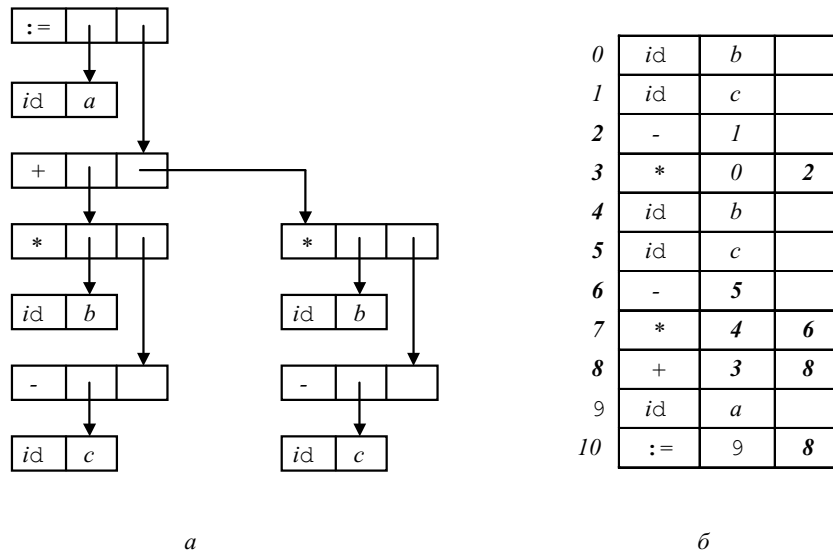 :=
id a
+
* *
id b id b
- -
id c id c
а
0 id b
1 id c
2 - 1
3 * 0 2
4 id b
5 id c
6 - 5
7 * 4 6
8 + 3 8
9 id a
10 := 9 8
б